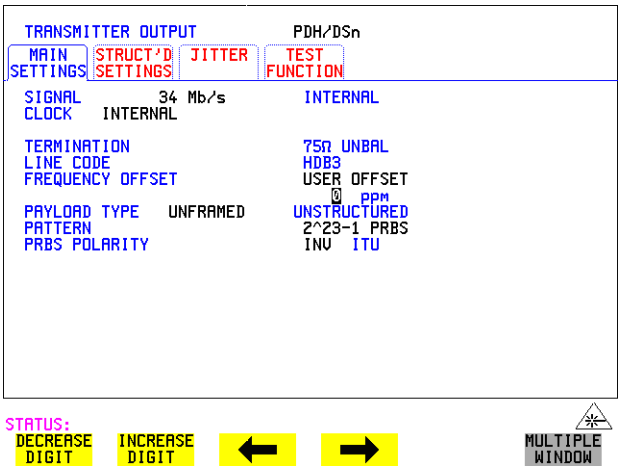 TRANSMITTER OUTPUT PDH/DSn
MAIN SETTINGS STRUCT'D SETTINGS JITTER TEST FUNCTION
SIGNAL 34 Mb/s INTERNAL
CLOCK INTERNAL
TERMINATION 75Ω UNBAL
LINE CODE HDB3
FREQUENCY OFFSET USER OFFSET
0 ppm
PAYLOAD TYPE UNFRAMED UNSTRUCTURED
PATTERN 2^23-1 PRBS
PRBS POLARITY INV ITU
STATUS:
DECREASE DIGIT INCREASE DIGIT MULTIPLE WINDOW